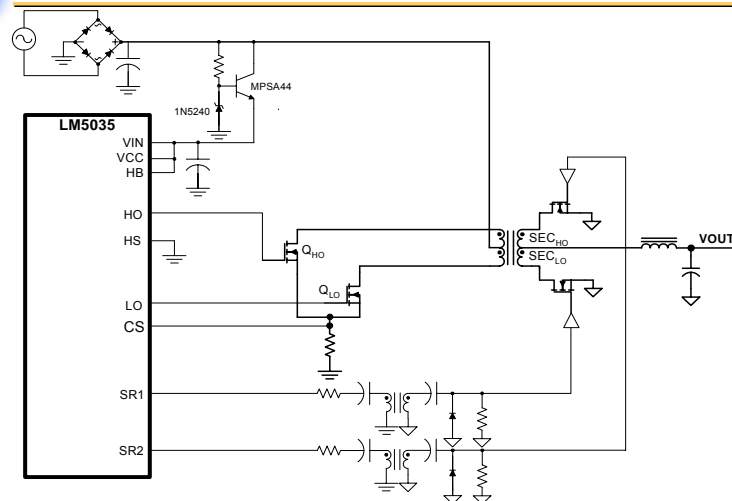 MPSA44
1N5240
LM5035
VIN
VCC
HB
HO
HS
LO
CS
SR1
SR2
QHO
QLO
SECHO
SECLO
VOUT